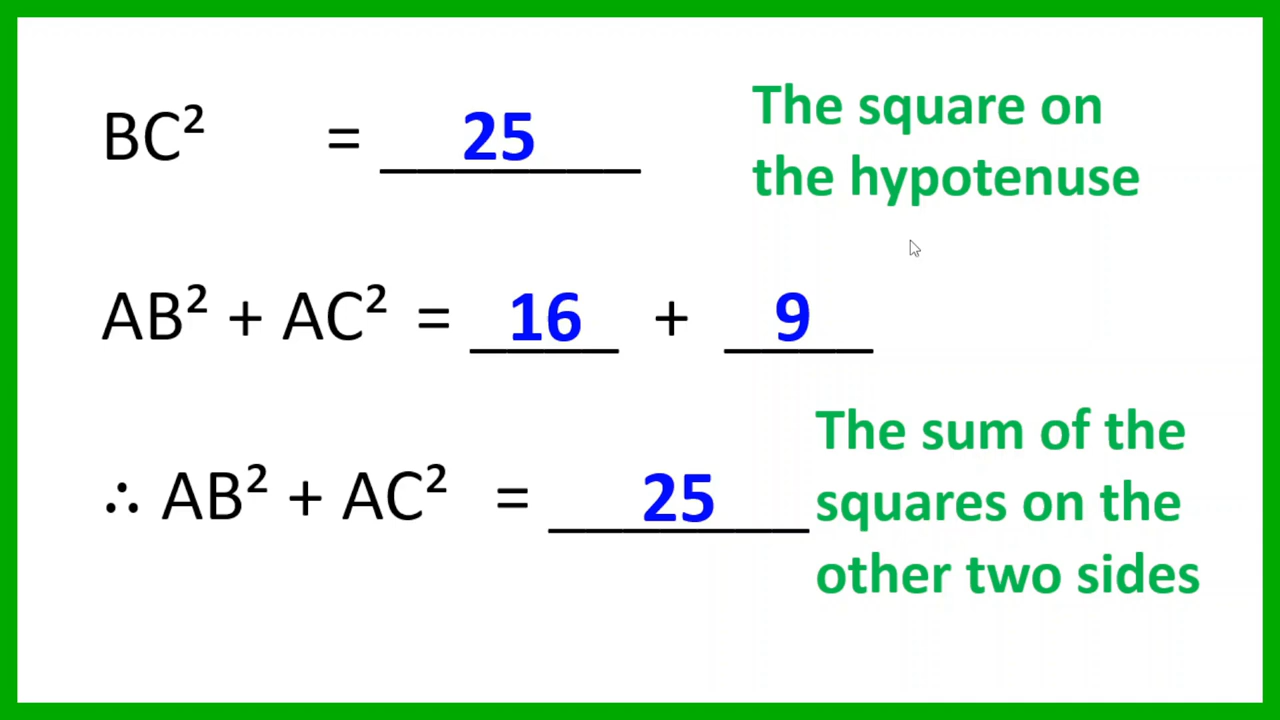 BC² = 25
The square on
the hypotenuse
AB² + AC² = 16 + 9
∴ AB² + AC² = 25
The sum of the
squares on the
other two sides